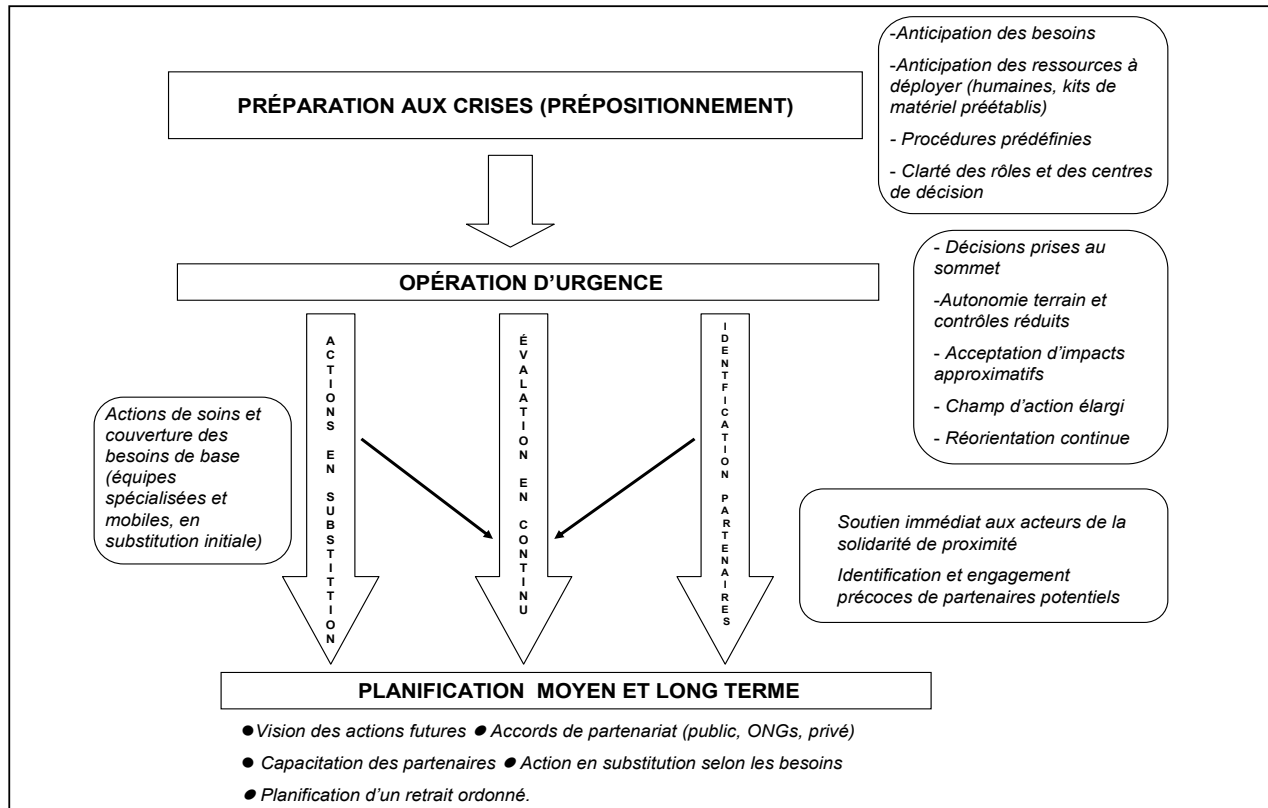 PRÉPARATION AUX CRISES (PRÉPOSITIONNEMENT)
-Anticipation des besoins
-Anticipation des ressources à
déployer (humaines, kits de
matériel préétablis)
- Procédures prédéfinies
- Clarté des rôles et des centres
de décision
OPÉRATION D’URGENCE
- Décisions prises au
sommet
-Autonomie terrain et
contrôles réduits
- Acceptation d’impacts
approximatifs
- Champ d’action élargi
- Réorientation continue
Actions de soins et
couverture des
besoins de base
(équipes
spécialisées et
mobiles, en
substitution initiale)
ACTIONS EN SUBSTITTION
ÉVALATION EN CONTINU
IDENTFICATION PARTENAIRES
Soutien immédiat aux acteurs de la
solidarité de proximité
Identification et engagement
précoces de partenaires potentiels
PLANIFICATION MOYEN ET LONG TERME
●Vision des actions futures ● Accords de partenariat (public, ONGs, privé)
● Capacitation des partenaires ● Action en substitution selon les besoins
● Planification d’un retrait ordonné.